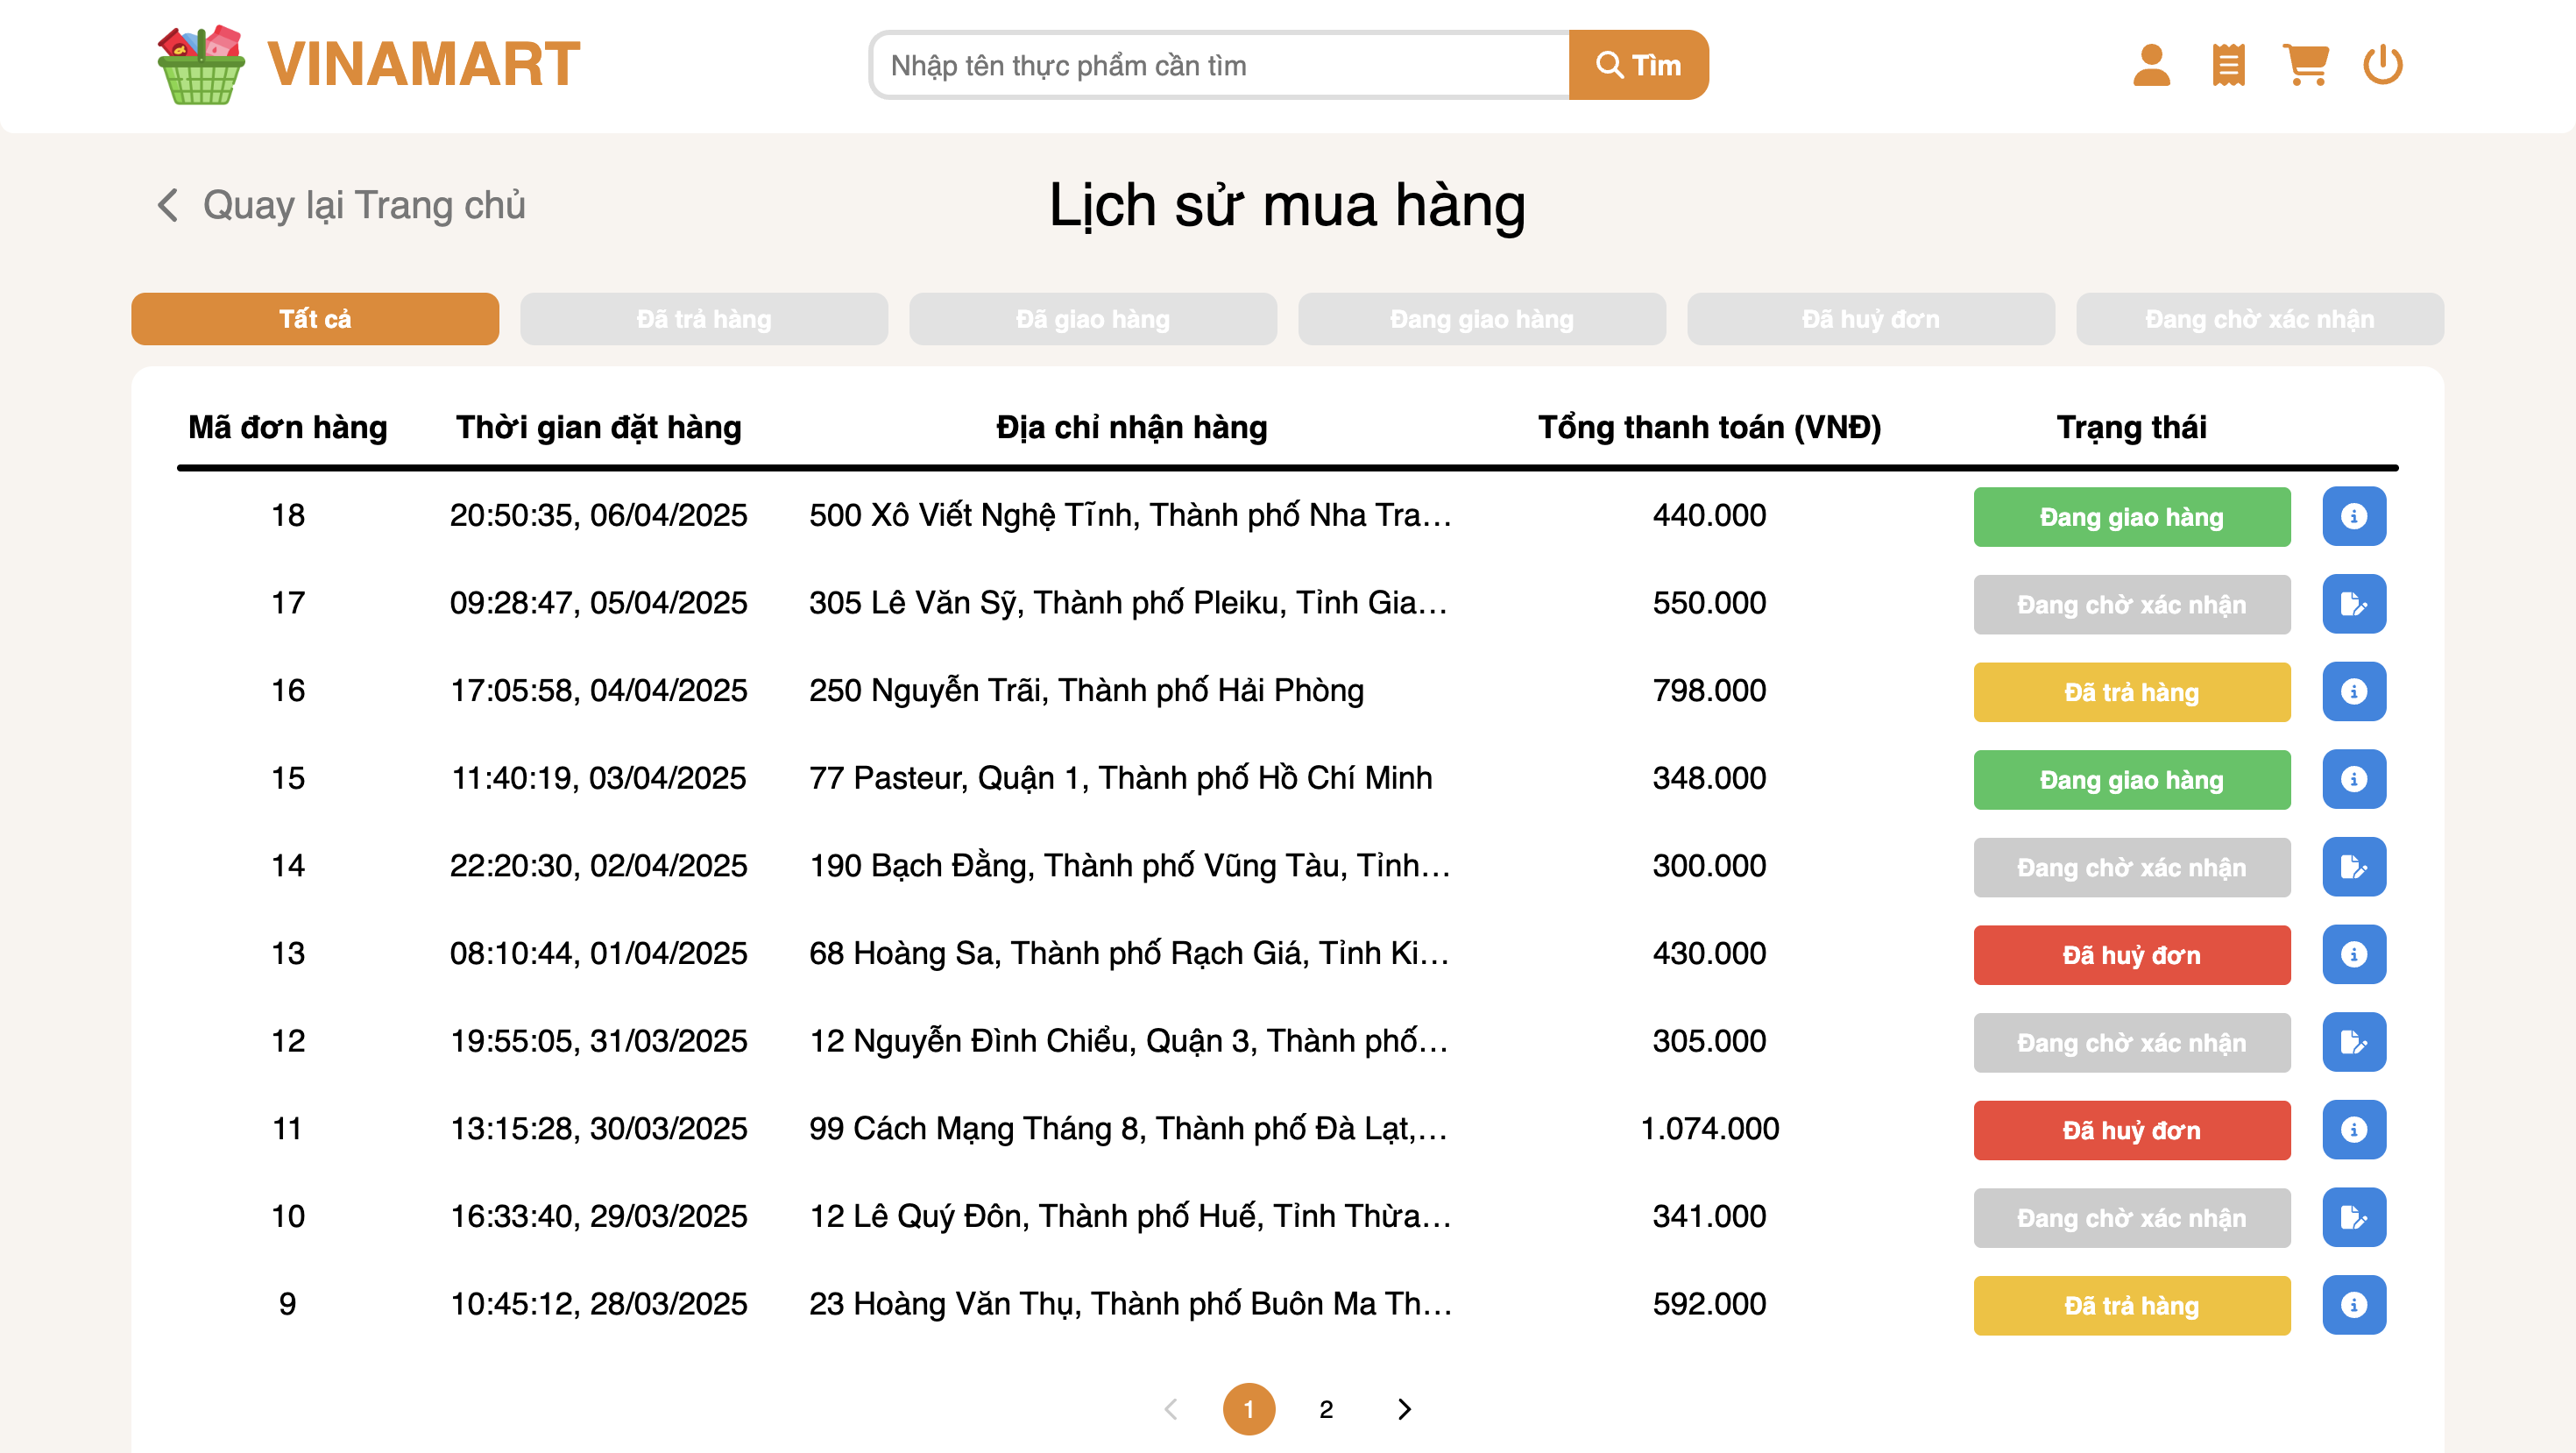 VINAMART
Nhập tên thực phẩm cần tìm
Tìm
Quay lại Trang chủ
Lịch sử mua hàng
Tất cả
Đã trả hàng
Đã giao hàng
Đang giao hàng
Đã huỷ đơn
Đang chờ xác nhận
Mã đơn hàng Thời gian đặt hàng Địa chỉ nhận hàng Tổng thanh toán (VNĐ) Trạng thái
18 20:50:35, 06/04/2025 500 Xô Viết Nghệ Tĩnh, Thành phố Nha Tra... 440.000 Đang giao hàng
17 09:28:47, 05/04/2025 305 Lê Văn Sỹ, Thành phố Pleiku, Tỉnh Gia... 550.000 Đang chờ xác nhận
16 17:05:58, 04/04/2025 250 Nguyễn Trãi, Thành phố Hải Phòng 798.000 Đã trả hàng
15 11:40:19, 03/04/2025 77 Pasteur, Quận 1, Thành phố Hồ Chí Minh 348.000 Đang giao hàng
14 22:20:30, 02/04/2025 190 Bạch Đằng, Thành phố Vũng Tàu, Tỉnh... 300.000 Đang chờ xác nhận
13 08:10:44, 01/04/2025 68 Hoàng Sa, Thành phố Rạch Giá, Tỉnh Ki... 430.000 Đã huỷ đơn
12 19:55:05, 31/03/2025 12 Nguyễn Đình Chiểu, Quận 3, Thành phố... 305.000 Đang chờ xác nhận
11 13:15:28, 30/03/2025 99 Cách Mạng Tháng 8, Thành phố Đà Lạt,... 1.074.000 Đã huỷ đơn
10 16:33:40, 29/03/2025 12 Lê Quý Đôn, Thành phố Huế, Tỉnh Thừa... 341.000 Đang chờ xác nhận
9 10:45:12, 28/03/2025 23 Hoàng Văn Thụ, Thành phố Buôn Ma Th... 592.000 Đã trả hàng
1 2